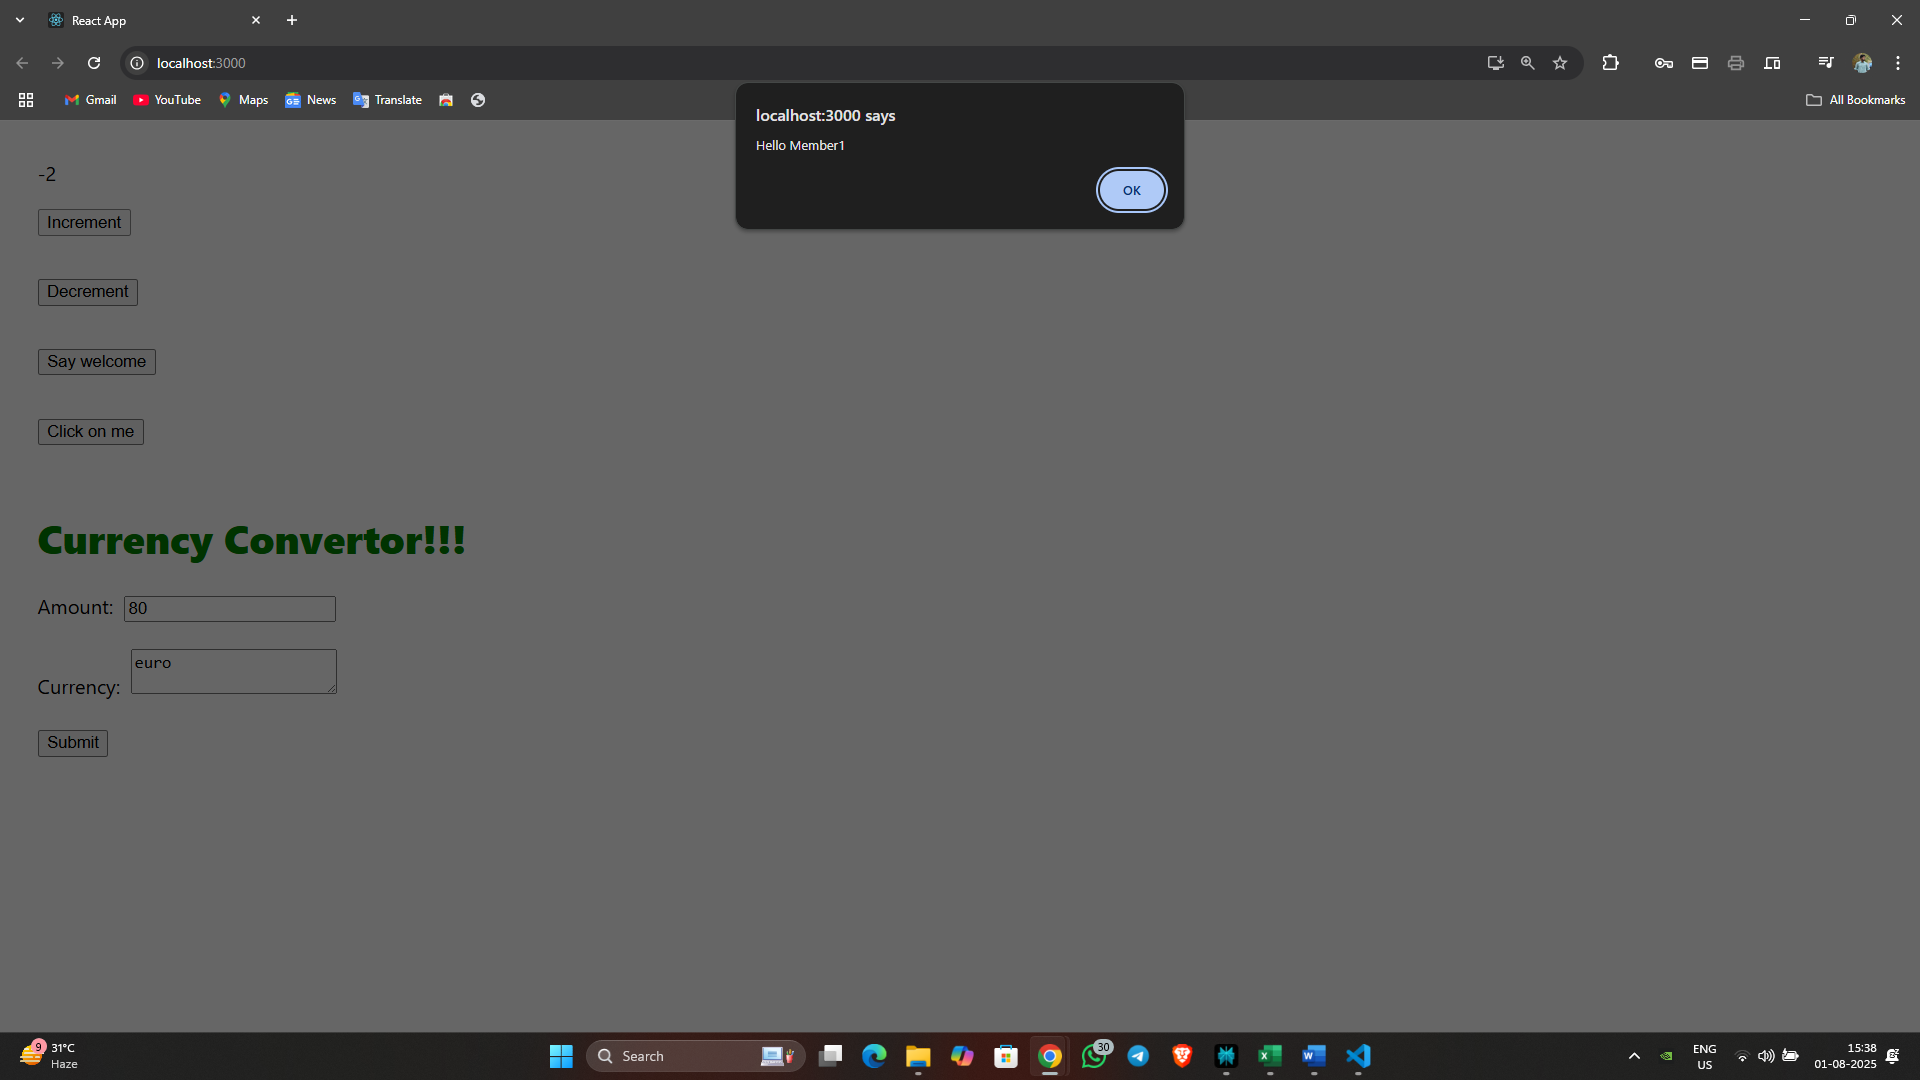 React App
localhost:3000
Gmail YouTube Maps News Translate All Bookmarks
localhost:3000 says
Hello Member1
OK
-2
Increment
Decrement
Say welcome
Click on me
Currency Convertor!!!
Amount: 80
Currency: euro
Submit
9
31°C
Haze
Search
30
ENG
US
15:38
01-08-2025